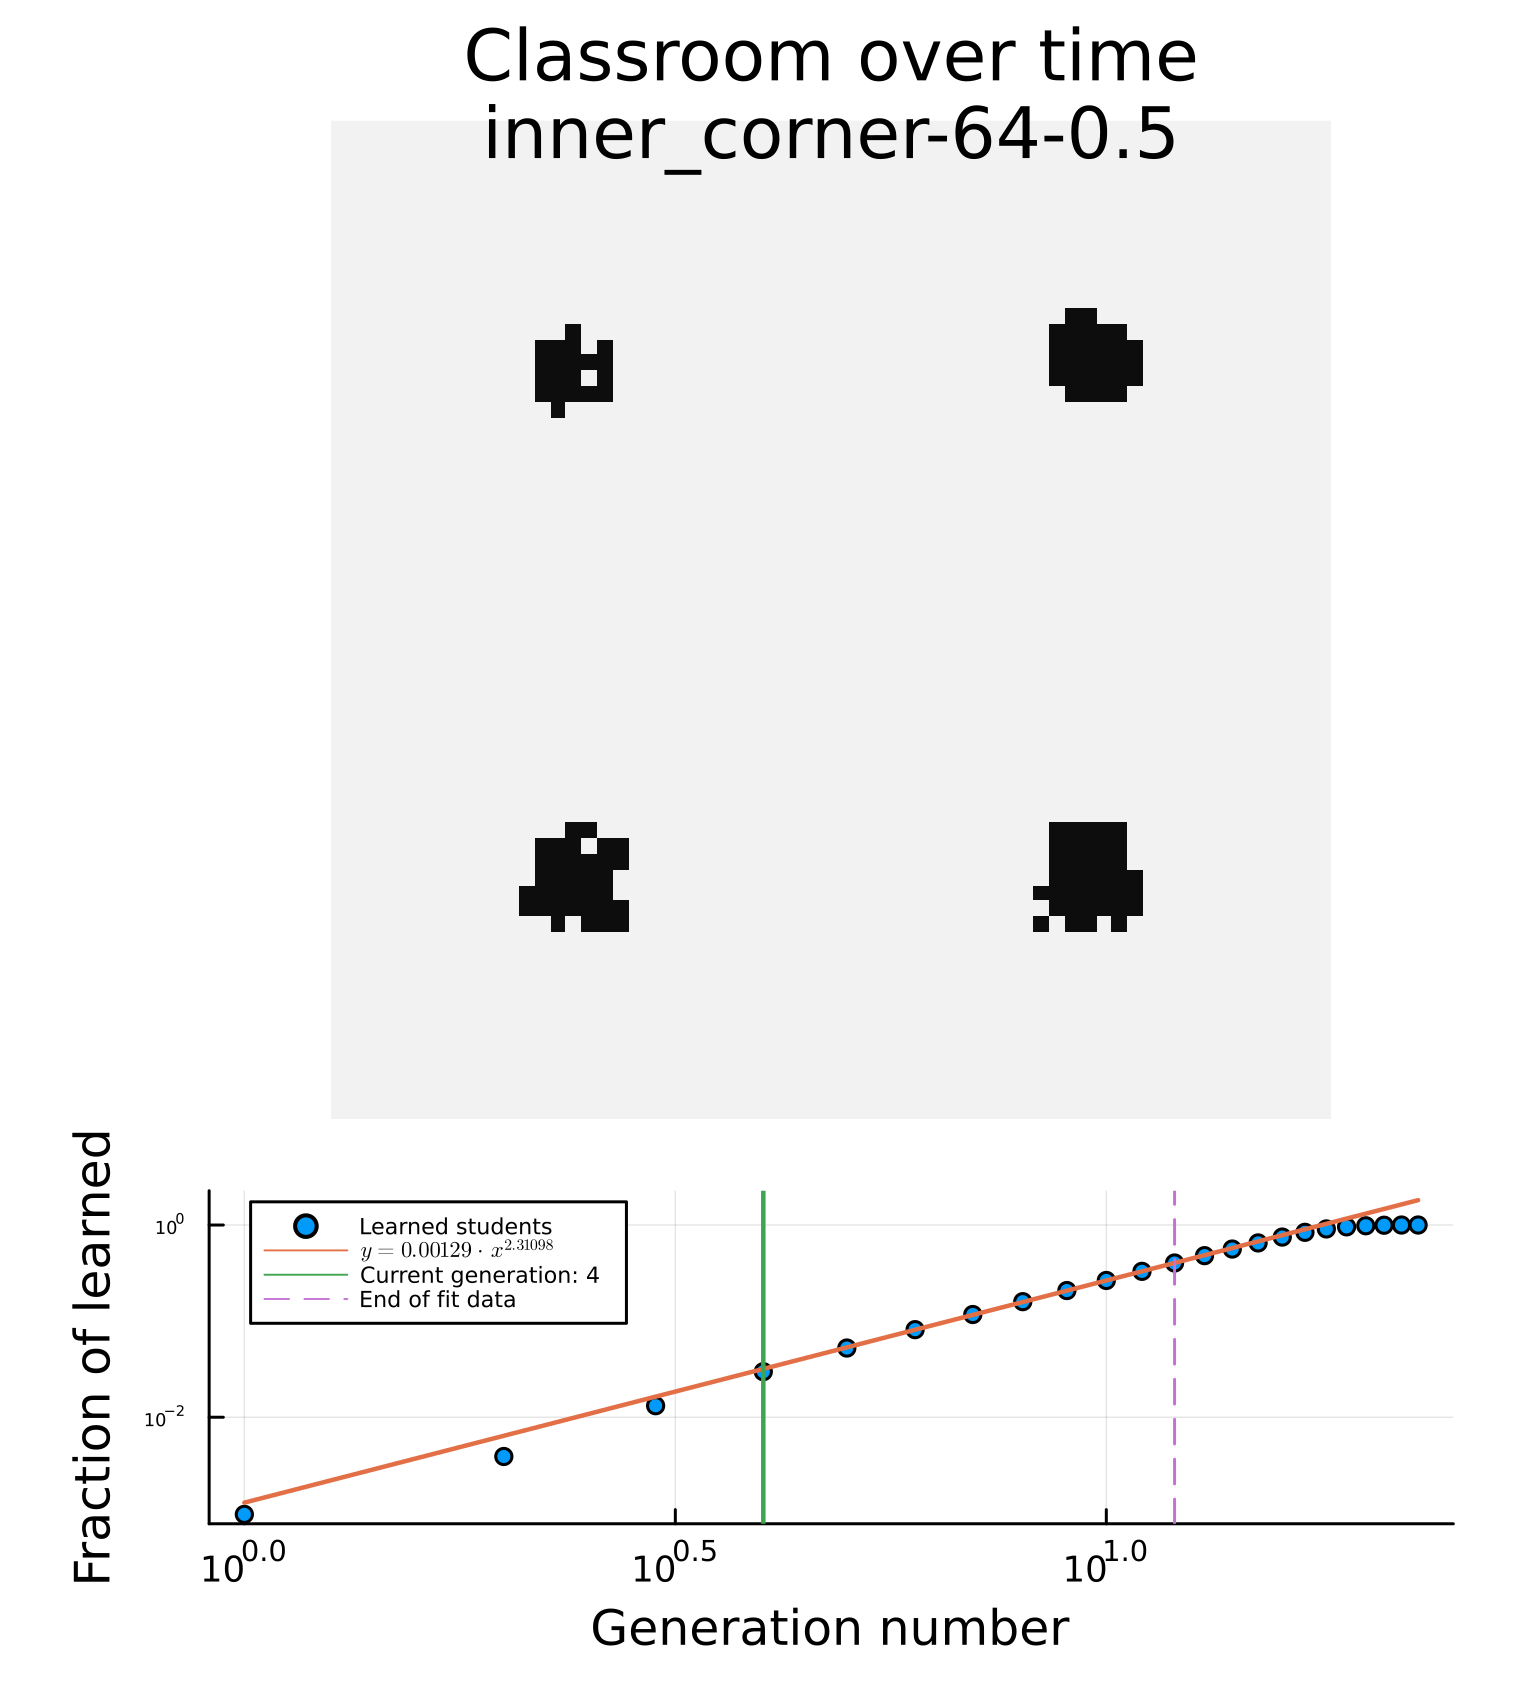 Classroom over time
inner_corner-64-0.5
Fraction of learned
10^0
10^−2
Learned students
y = 0.00129 · x^2.31098
Current generation: 4
End of fit data
10^0.0
10^0.5
10^1.0
Generation number